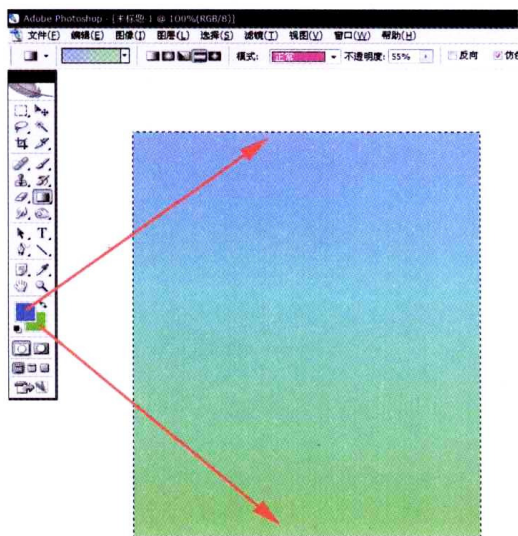 Adobe Photoshop - [未标题-1 @ 100%(RGB/8)]
文件(F) 编辑(E) 图像(I) 图层(L) 选择(S) 滤镜(T) 视图(V) 窗口(W) 帮助(H)
模式: 正常 不透明度: 55% 反向 仿色
T